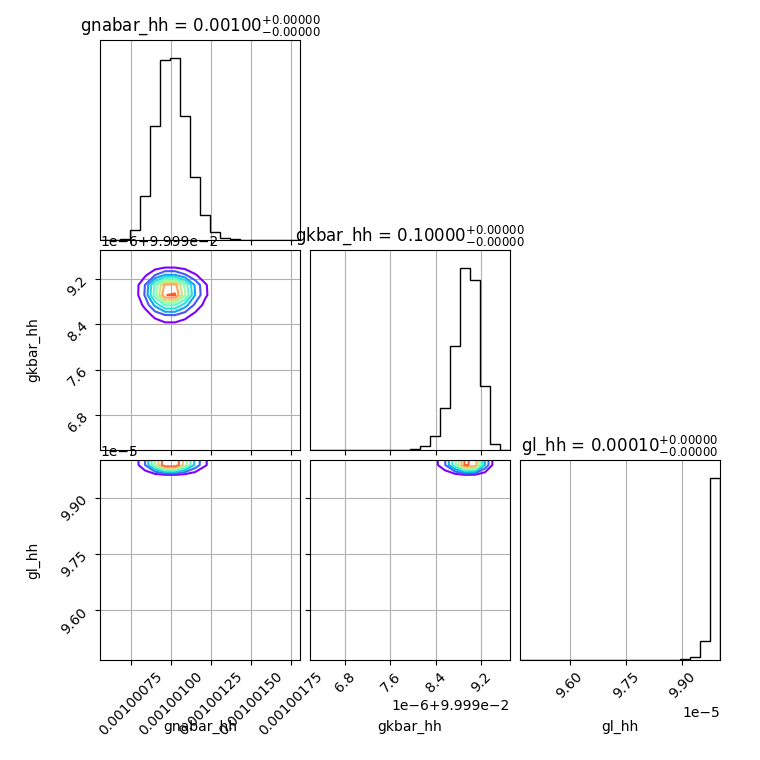 gnabar_hh = 0.00100+0.00000−0.00000
1e−6+9.999e−2
gkbar_hh = 0.10000+0.00000−0.00000
9.2
8.4
7.6
6.8
gkbar_hh
1e−5
gl_hh = 0.00010+0.00000−0.00000
9.90
9.75
9.60
gl_hh
0.00100075
0.00100100
0.00100125
0.00100150
0.00100175
gnabar_hh
6.8
7.6
8.4
9.2
1e−6+9.999e−2
gkbar_hh
9.60
9.75
9.90
1e−5
gl_hh